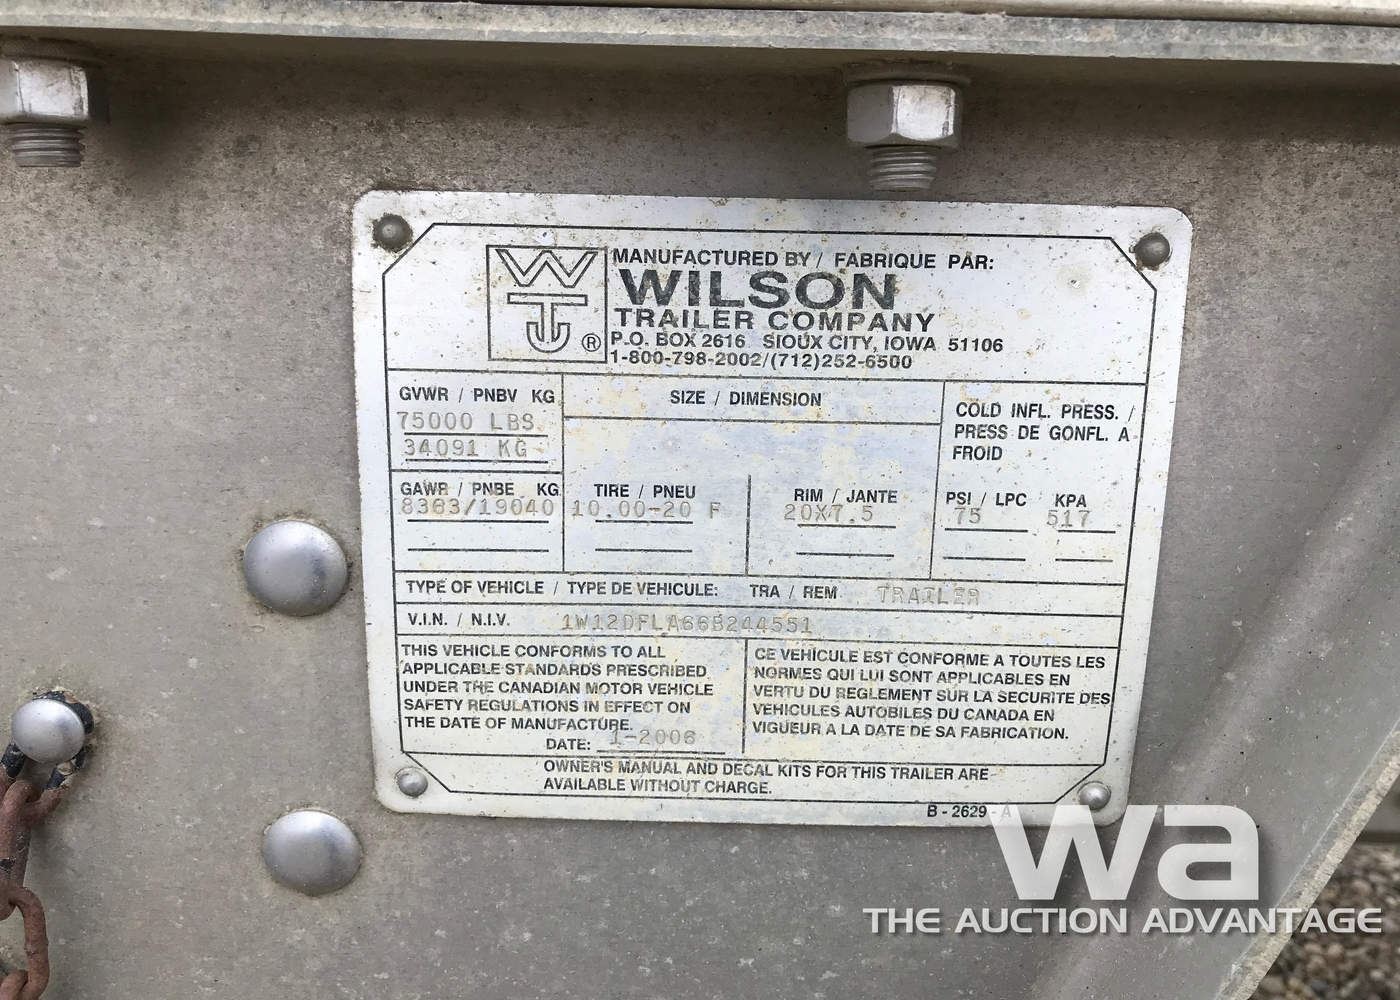 WTJ ®
MANUFACTURED BY / FABRIQUE PAR:
WILSON
TRAILER COMPANY
P.O. BOX 2616 SIOUX CITY, IOWA 51106
1-800-798-2002/(712)252-6500
GVWR / PNBV KG
75000 LBS
34091 KG
SIZE / DIMENSION
COLD INFL. PRESS. /
PRESS DE GONFL. A
FROID
GAWR / PNBE KG
8363/19040
TIRE / PNEU
10.00-20 F
RIM / JANTE
20X7.5
PSI / LPC KPA
75 517
TYPE OF VEHICLE / TYPE DE VEHICULE: TRA / REM TRAILER
V.I.N. / N.I.V. 1W12DFLA66B244551
THIS VEHICLE CONFORMS TO ALL
APPLICABLE STANDARDS PRESCRIBED
UNDER THE CANADIAN MOTOR VEHICLE
SAFETY REGULATIONS IN EFFECT ON
THE DATE OF MANUFACTURE.
DATE: 1-2006
CE VEHICULE EST CONFORME A TOUTES LES
NORMES QUI LUI SONT APPLICABLES EN
VERTU DU REGLEMENT SUR LA SECURITE DES
VEHICULES AUTOBILES DU CANADA EN
VIGUEUR A LA DATE DE SA FABRICATION.
OWNER'S MANUAL AND DECAL KITS FOR THIS TRAILER ARE
AVAILABLE WITHOUT CHARGE.
B - 2629 - A
wa
THE AUCTION ADVANTAGE